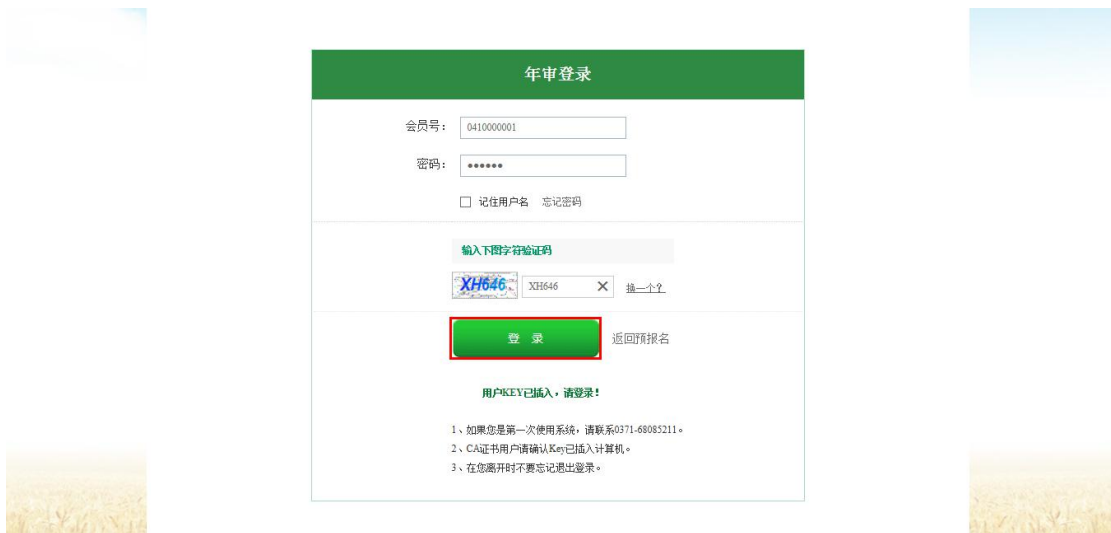 年审登录
会员号： 0410000001
密码： ●●●●●●
记住用户名 忘记密码
输入下图字符验证码
XH646 XH646 换一个?
登 录 返回预报名
用户KEY已插入，请登录！
1、如果您是第一次使用系统，请联系0371-68085211。
2、CA证书用户请确认Key已插入计算机。
3、在您离开时不要忘记退出登录。